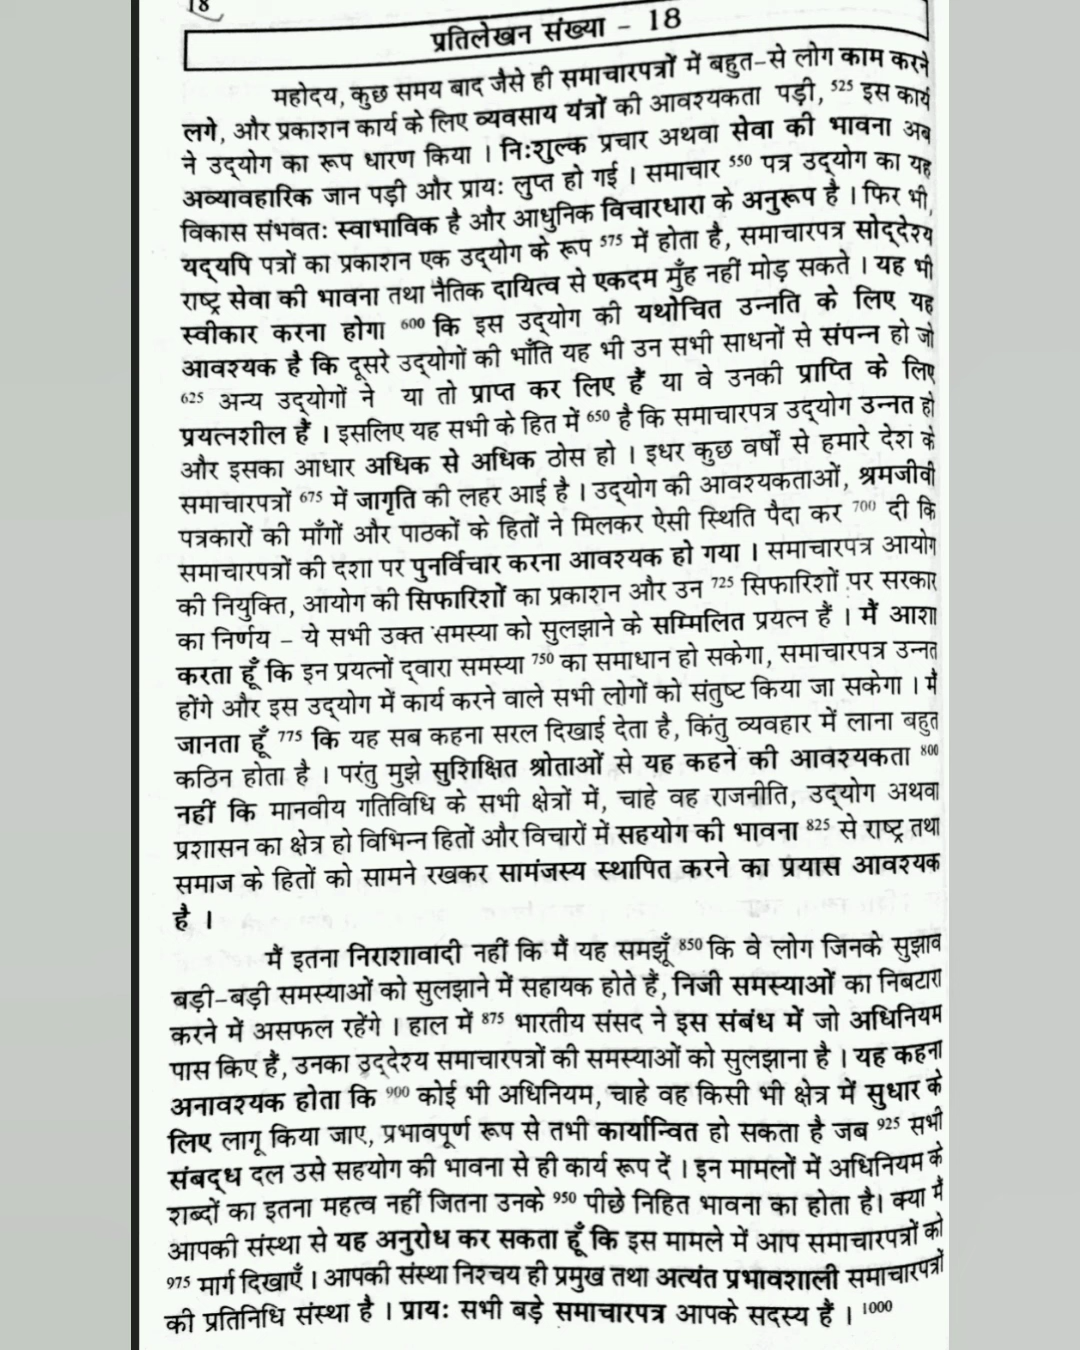 18
प्रतिलेखन संख्या - 18
महोदय, कुछ समय बाद जैसे ही समाचारपत्रों में बहुत-से लोग काम करने
लगे, और प्रकाशन कार्य के लिए व्यवसाय यंत्रों की आवश्यकता पड़ी, 525 इस कार्य
ने उद्योग का रूप धारण किया । निःशुल्क प्रचार अथवा सेवा की भावना अब
अव्यावहारिक जान पड़ी और प्रायः लुप्त हो गई । समाचार 550 पत्र उद्योग का यह
विकास संभवतः स्वाभाविक है और आधुनिक विचारधारा के अनुरूप है । फिर भी,
यद्यपि पत्रों का प्रकाशन एक उद्योग के रूप 575 में होता है, समाचारपत्र सोद्देश्य
राष्ट्र सेवा की भावना तथा नैतिक दायित्व से एकदम मुँह नहीं मोड़ सकते । यह भी
स्वीकार करना होगा 600 कि इस उद्योग की यथोचित उन्नति के लिए यह
आवश्यक है कि दूसरे उद्योगों की भाँति यह भी उन सभी साधनों से संपन्न हो जो
625 अन्य उद्योगों ने या तो प्राप्त कर लिए हैं या वे उनकी प्राप्ति के लिए
प्रयत्नशील हैं । इसलिए यह सभी के हित में 650 है कि समाचारपत्र उद्योग उन्नत हो
और इसका आधार अधिक से अधिक ठोस हो । इधर कुछ वर्षों से हमारे देश के
समाचारपत्रों 675 में जागृति की लहर आई है । उद्योग की आवश्यकताओं, श्रमजीवी
पत्रकारों की माँगों और पाठकों के हितों ने मिलकर ऐसी स्थिति पैदा कर 700 दी कि
समाचारपत्रों की दशा पर पुनर्विचार करना आवश्यक हो गया । समाचारपत्र आयोग
की नियुक्ति, आयोग की सिफारिशों का प्रकाशन और उन 725 सिफारिशों पर सरकार
का निर्णय - ये सभी उक्त समस्या को सुलझाने के सम्मिलित प्रयत्न हैं । मैं आशा
करता हूँ कि इन प्रयत्नों द्वारा समस्या 750 का समाधान हो सकेगा, समाचारपत्र उन्नत
होंगे और इस उद्योग में कार्य करने वाले सभी लोगों को संतुष्ट किया जा सकेगा । मैं
जानता हूँ 775 कि यह सब कहना सरल दिखाई देता है, किंतु व्यवहार में लाना बहुत
कठिन होता है । परंतु मुझे सुशिक्षित श्रोताओं से यह कहने की आवश्यकता 800
नहीं कि मानवीय गतिविधि के सभी क्षेत्रों में, चाहे वह राजनीति, उद्योग अथवा
प्रशासन का क्षेत्र हो विभिन्न हितों और विचारों में सहयोग की भावना 825 से राष्ट्र तथा
समाज के हितों को सामने रखकर सामंजस्य स्थापित करने का प्रयास आवश्यक
है ।
मैं इतना निराशावादी नहीं कि मैं यह समझूँ 850 कि वे लोग जिनके सुझाव
बड़ी-बड़ी समस्याओं को सुलझाने में सहायक होते हैं, निजी समस्याओं का निबटारा
करने में असफल रहेंगे । हाल में 875 भारतीय संसद ने इस संबंध में जो अधिनियम
पास किए हैं, उनका उद्देश्य समाचारपत्रों की समस्याओं को सुलझाना है । यह कहना
अनावश्यक होता कि 900 कोई भी अधिनियम, चाहे वह किसी भी क्षेत्र में सुधार के
लिए लागू किया जाए, प्रभावपूर्ण रूप से तभी कार्यान्वित हो सकता है जब 925 सभी
संबद्ध दल उसे सहयोग की भावना से ही कार्य रूप दें । इन मामलों में अधिनियम के
शब्दों का इतना महत्व नहीं जितना उनके 950 पीछे निहित भावना का होता है। क्या मैं
आपकी संस्था से यह अनुरोध कर सकता हूँ कि इस मामले में आप समाचारपत्रों को
975 मार्ग दिखाएँ । आपकी संस्था निश्चय ही प्रमुख तथा अत्यंत प्रभावशाली समाचारपत्रों
की प्रतिनिधि संस्था है । प्रायः सभी बड़े समाचारपत्र आपके सदस्य हैं । 1000